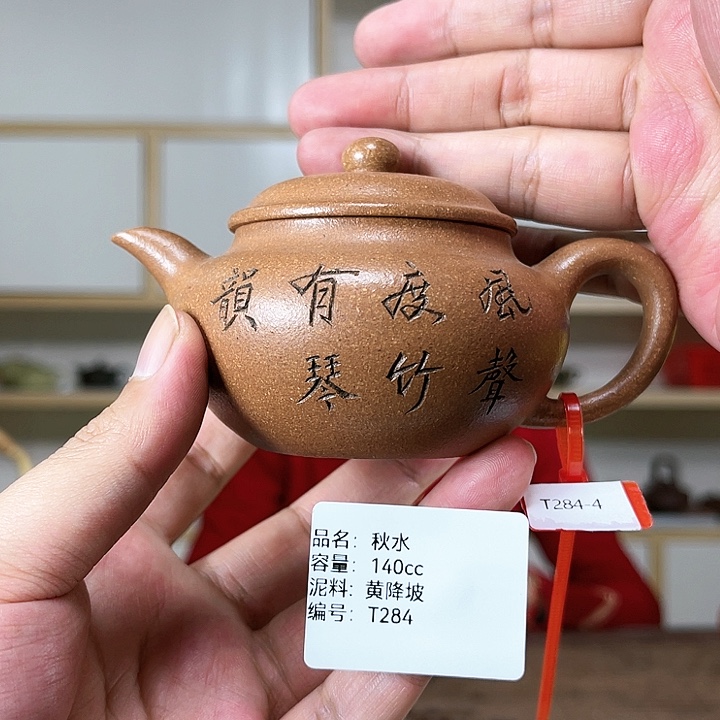 風聲
度竹
有琴
韻
T284-4
品名：秋水
容量：140cc
泥料：黄降坡
编号：T284